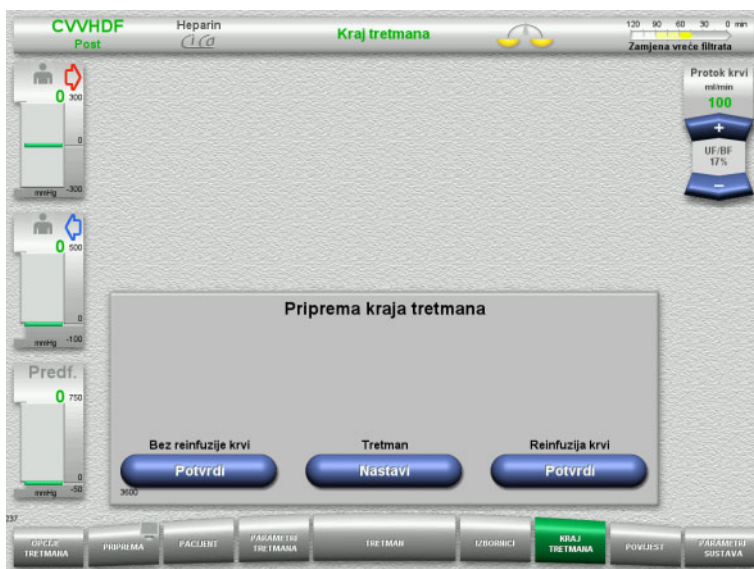 CVVHDF
Post
Heparin
Kraj tretmana
120 90 60 30 0 min
Zamjena vreće filtrata
0 300
0
mmHg -300
0 500
0
mmHg -100
Predf.
0 750
0
mmHg -50
Protok krvi
ml/min
100
+
UF/BF
17%
−
Priprema kraja tretmana
Bez reinfuzije krvi
Potvrdi
Tretman
Nastavi
Reinfuzija krvi
Potvrdi
3600
237
OPCIJE
TRETMANA
PRIPREMA
PACIJENT
PARAMETRI
TRETMANA
TRETMAN
IZBORNICI
KRAJ
TRETMANA
POVIJEST
PARAMETRI
SUSTAVA